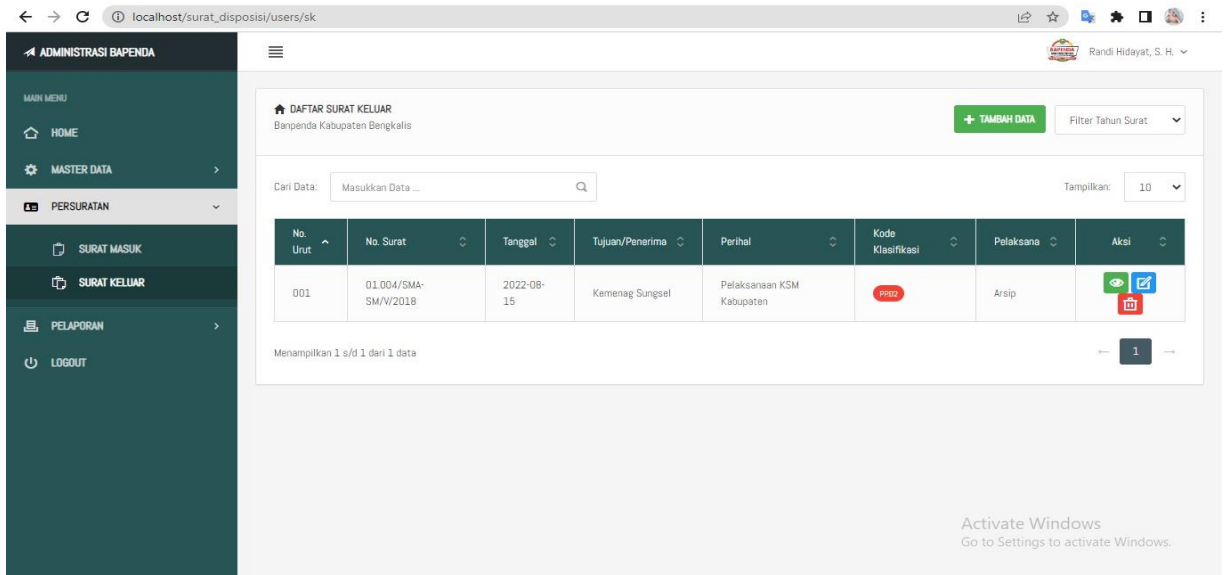 localhost/surat_disposisi/users/sk
ADMINISTRASI BAPENDA
Randi Hidayat, S. H.
MAIN MENU
HOME
MASTER DATA
PERSURATAN
SURAT MASUK
SURAT KELUAR
PELAPORAN
LOGOUT
DAFTAR SURAT KELUAR
Banpenda Kabupaten Bengkalis
+ TAMBAH DATA
Filter Tahun Surat
Cari Data:
Masukkan Data ...
Tampilkan: 10
No. Urut
No. Surat
Tanggal
Tujuan/Penerima
Perihal
Kode Klasifikasi
Pelaksana
Aksi
001
01.004/SMA-
SM/V/2018
2022-08-
15
Kemenag Sungsel
Pelaksanaan KSM
Kabupaten
Arsip
Menampilkan 1 s/d 1 dari 1 data
← 1 →
Activate Windows
Go to Settings to activate Windows.